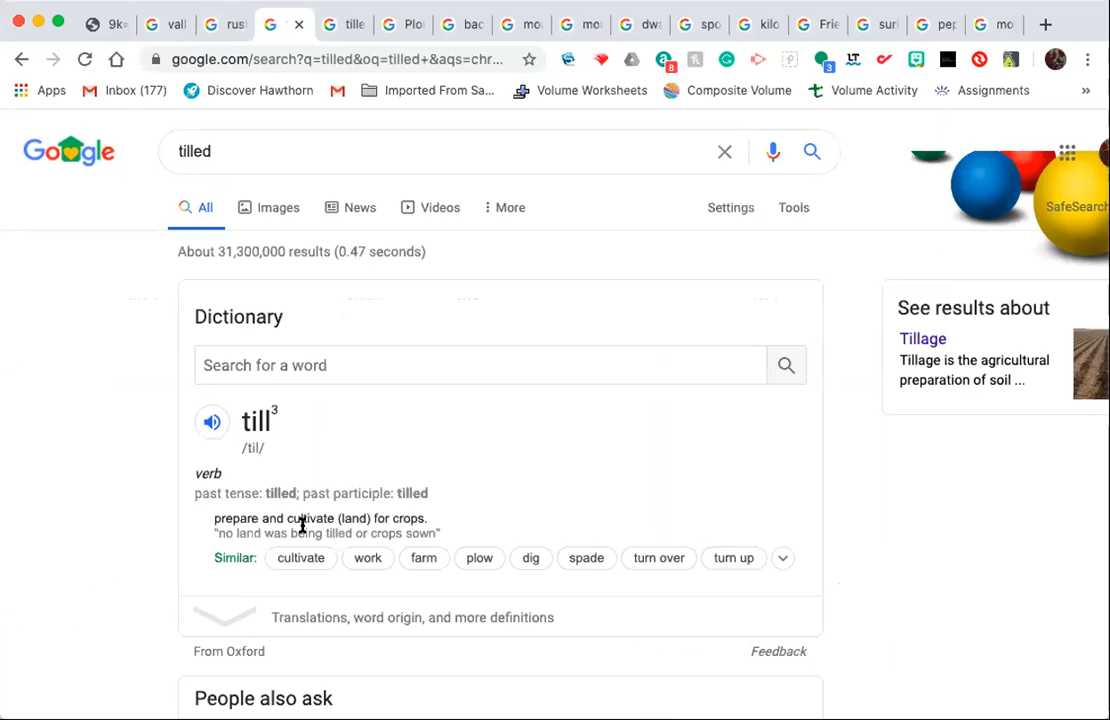 9k
vall
rus
tille
Plo
bac
mo
mo
dw
spo
kilo
Frie
surl
pep
mo
google.com/search?q=tilled&oq=tilled+&aqs=chr...
8
3
LT
Apps
Inbox (177)
Discover Hawthorn
Imported From Sa...
Volume Worksheets
Composite Volume
Volume Activity
Assignments
»
Google
tilled
All
Images
News
Videos
More
Settings
Tools
SafeSearch
About 31,300,000 results (0.47 seconds)
Dictionary
Search for a word
till3
/til/
verb
past tense: tilled; past participle: tilled
prepare and cultivate (land) for crops.
"no land was being tilled or crops sown"
Similar: cultivate work farm plow dig spade turn over turn up
Translations, word origin, and more definitions
From Oxford
Feedback
People also ask
See results about
Tillage
Tillage is the agricultural
preparation of soil ...